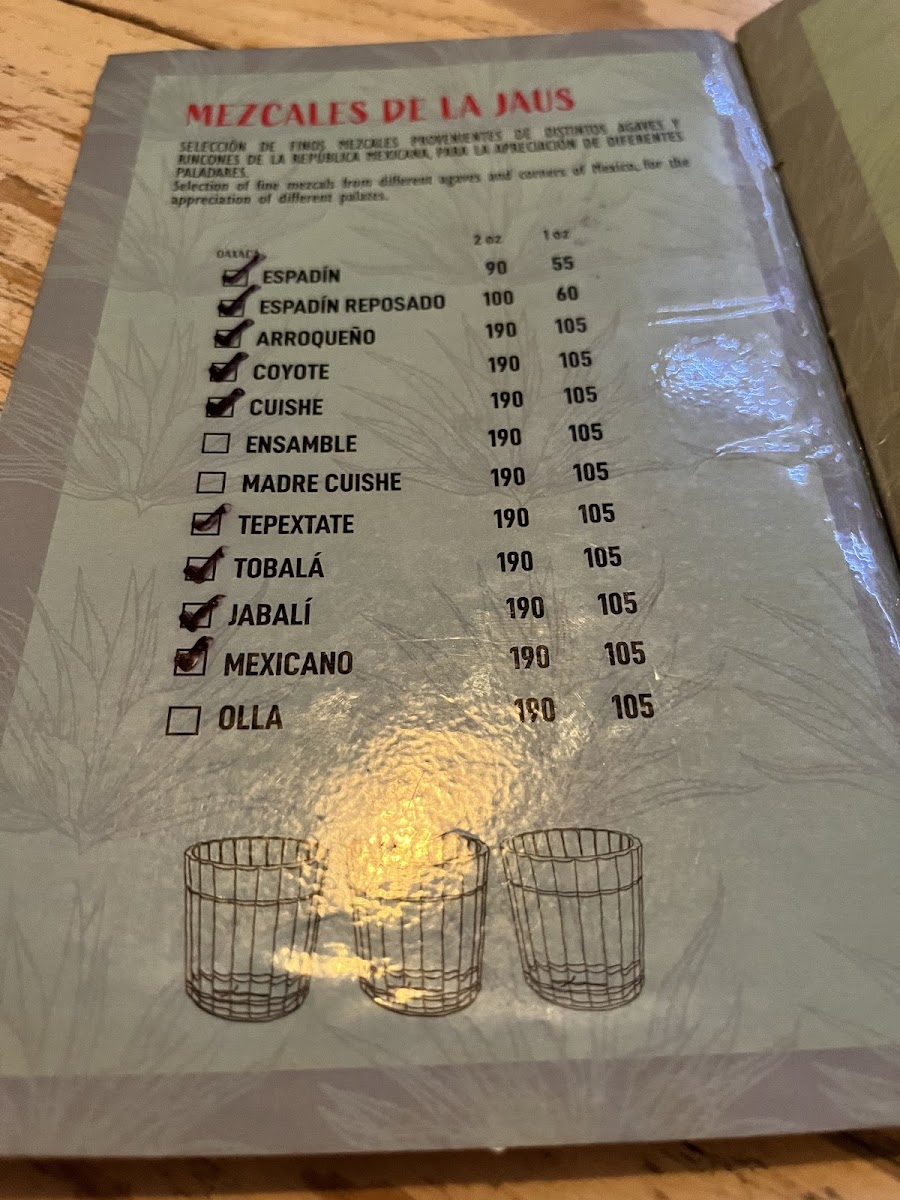 MEZCALES DE LA JAUS
SELECCIÓN DE FINOS MEZCALES PROVENIENTES DE DISTINTOS AGAVES Y
RINCONES DE LA REPÚBLICA MEXICANA, PARA LA APRECIACIÓN DE DIFERENTES
PALADARES.
Selection of fine mezcals from different agaves and corners of Mexico, for the
appreciation of different palates.
2 oz 1 oz
OAXACA
ESPADÍN 90 55
ESPADÍN REPOSADO 100 60
ARROQUEÑO 190 105
COYOTE 190 105
CUISHE 190 105
ENSAMBLE 190 105
MADRE CUISHE 190 105
TEPEXTATE 190 105
TOBALÁ 190 105
JABALÍ 190 105
MEXICANO 190 105
OLLA 190 105